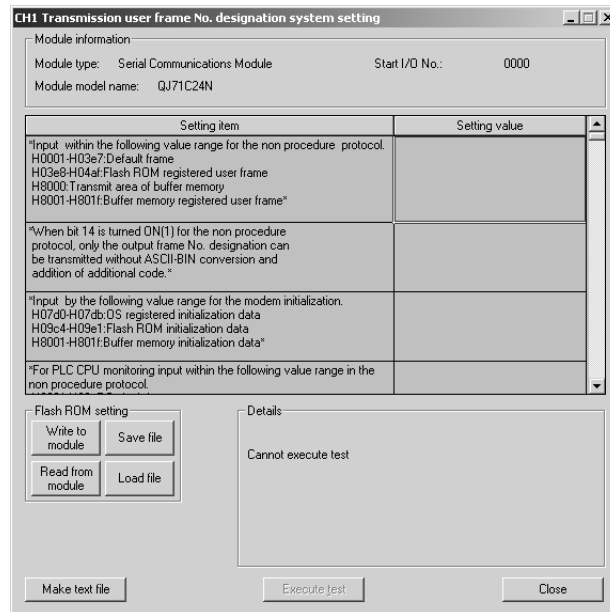 CH1 Transmission user frame No. designation system setting
Module information
Module type: Serial Communications Module Start I/O No.: 0000
Module model name: QJ71C24N
Setting item Setting value
*Input within the following value range for the non procedure protocol.
H0001-H03e7:Default frame
H03e8-H04af:Flash ROM registered user frame
H8000:Transmit area of buffer memory
H8001-H801f:Buffer memory registered user frame*
*When bit 14 is turned ON(1) for the non procedure
protocol, only the output frame No. designation can
be transmitted without ASCII-BIN conversion and
addition of additional code.*
*Input by the following value range for the modem initialization.
H07d0-H07db:OS registered initialization data
H09c4-H09e1:Flash ROM initialization data
H8001-H801f:Buffer memory initialization data*
*For PLC CPU monitoring input within the following value range in the
non procedure protocol.
Flash ROM setting
Write to
module
Save file
Read from
module
Load file
Details
Cannot execute test
Make text file
Execute test
Close